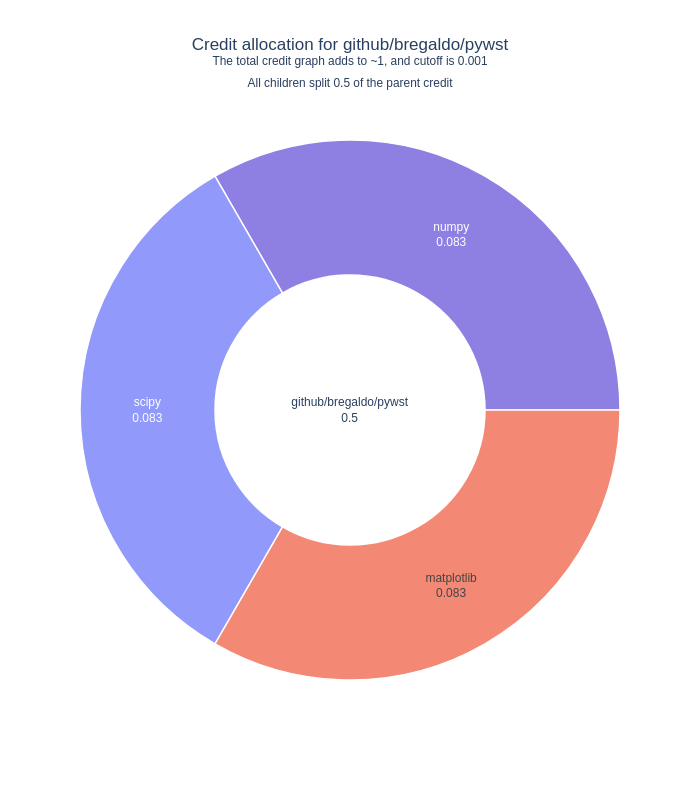 Credit allocation for github/bregaldo/pywst
The total credit graph adds to ~1, and cutoff is 0.001
All children split 0.5 of the parent credit
numpy
0.083
scipy
0.083
github/bregaldo/pywst
0.5
matplotlib
0.083